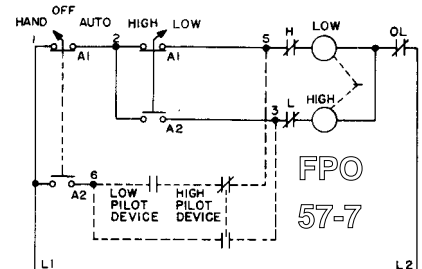 OFF
HAND AUTO HIGH LOW
1 2 5 H LOW OL
A1 A1
HIGH
3 L
A2
6
A2 LOW PILOT DEVICE HIGH PILOT DEVICE
FPO
57-7
L1 L2